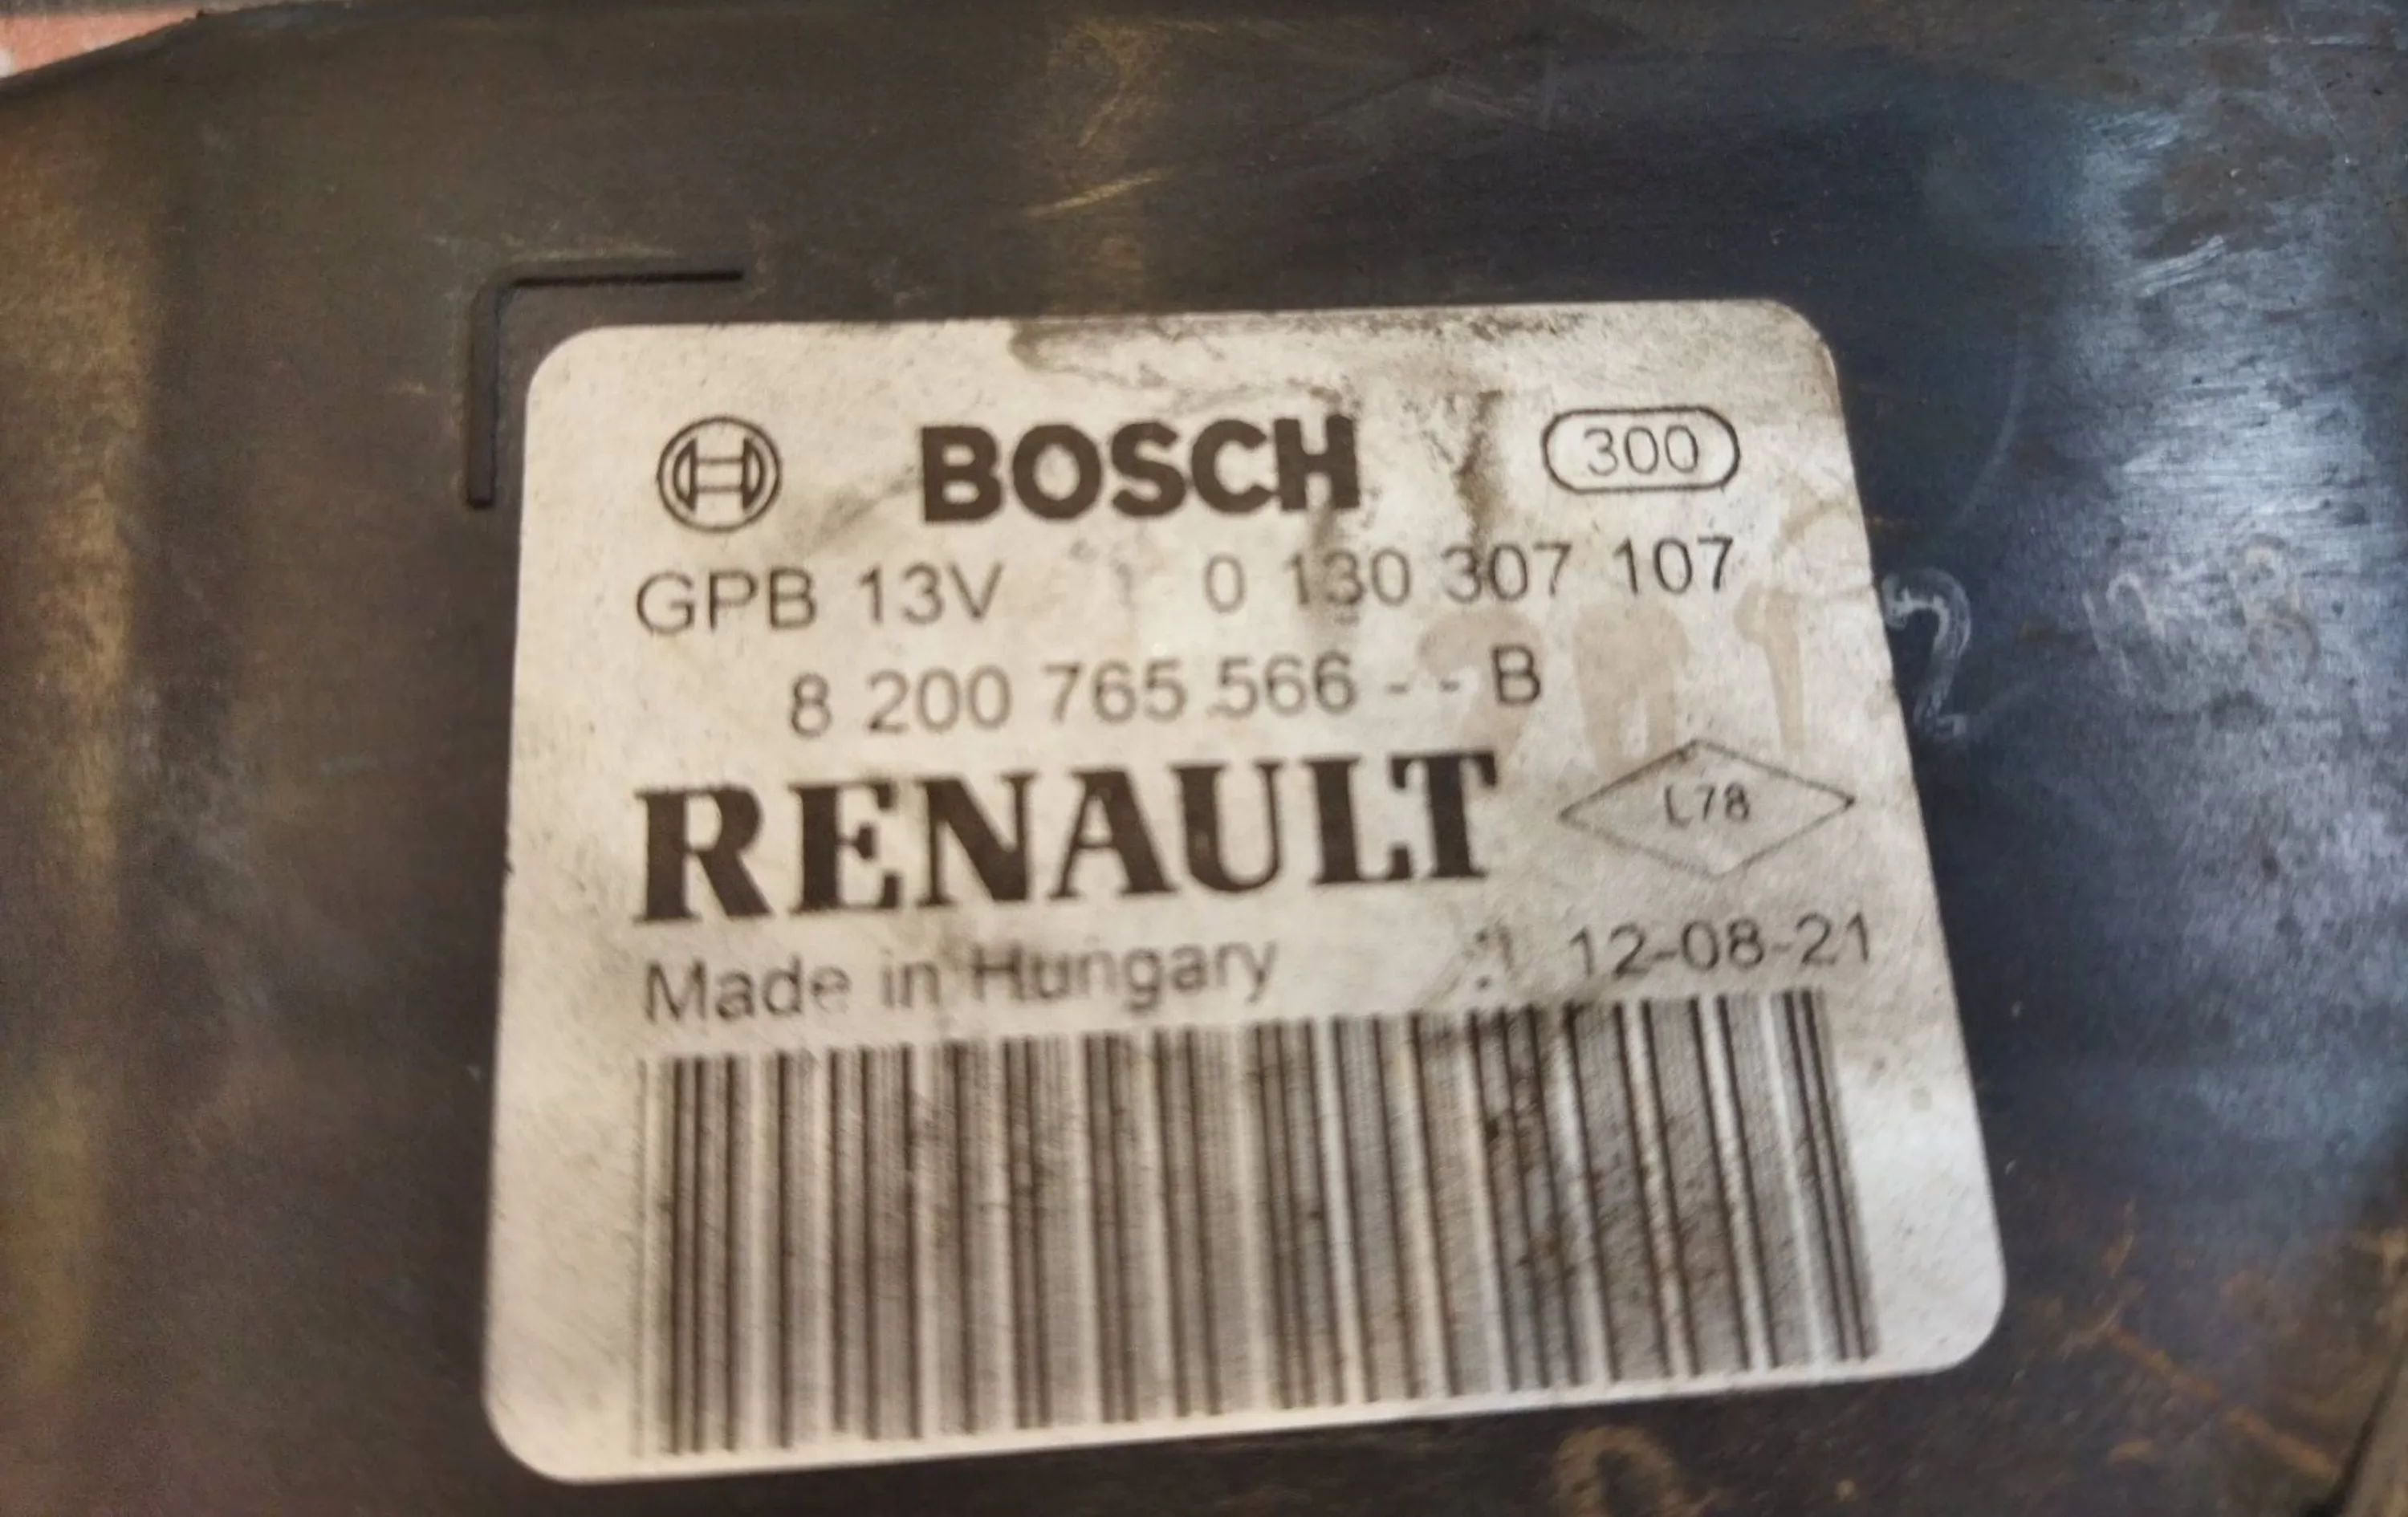 BOSCH 300
GPB 13V 0 130 307 107
8 200 765 566 - - B
RENAULT L78
Made in Hungary 12-08-21